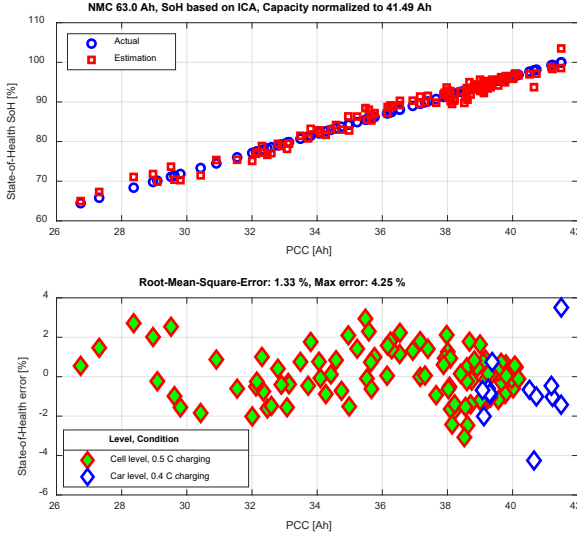 NMC 63.0 Ah, SoH based on ICA, Capacity normalized to 41.49 Ah
110
100
90
80
70
60
State-of-Health SoH [%]
Actual
Estimation
26 28 30 32 34 36 38 40 42
PCC [Ah]
Root-Mean-Square-Error: 1.33 %, Max error: 4.25 %
4
2
0
-2
-4
-6
State-of-Health error [%]
Level, Condition
Cell level, 0.5 C charging
Car level, 0.4 C charging
26 28 30 32 34 36 38 40 42
PCC [Ah]